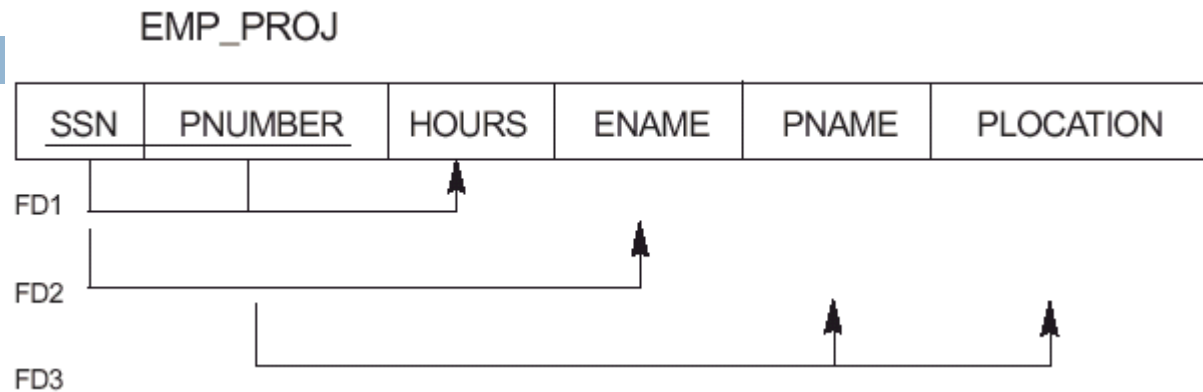 EMP_PROJ
SSN PNUMBER HOURS ENAME PNAME PLOCATION
FD1
FD2
FD3